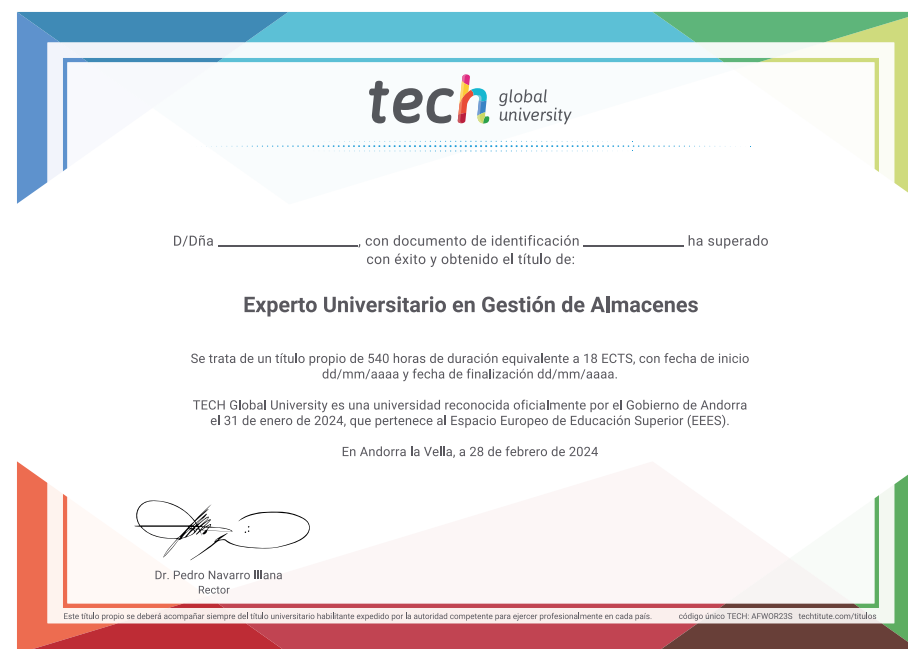 tech global university
D/Dña ____________, con documento de identificación ____________ ha superado
con éxito y obtenido el título de:
Experto Universitario en Gestión de Almacenes
Se trata de un título propio de 540 horas de duración equivalente a 18 ECTS, con fecha de inicio
dd/mm/aaaa y fecha de finalización dd/mm/aaaa.
TECH Global University es una universidad reconocida oficialmente por el Gobierno de Andorra
el 31 de enero de 2024, que pertenece al Espacio Europeo de Educación Superior (EEES).
En Andorra la Vella, a 28 de febrero de 2024
Dr. Pedro Navarro Illana
Rector
Este título propio se deberá acompañar siempre del título universitario habilitante expedido por la autoridad competente para ejercer profesionalmente en cada país. código único TECH: AFWOR23S techtitute.com/titulos